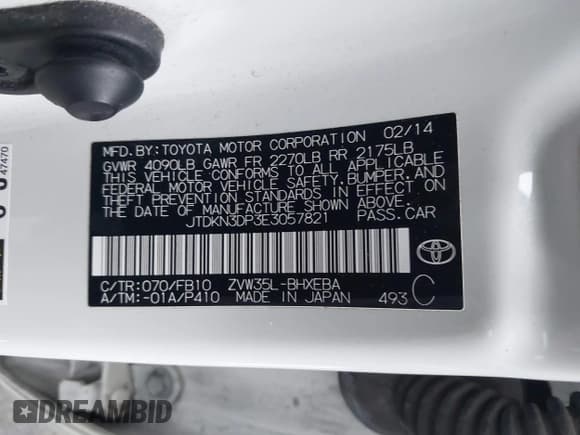 MFD.BY:TOYOTA MOTOR CORPORATION 02/14
GVWR 4090LB GAWR FR 2270LB RR 2175LB
THIS VEHICLE CONFORMS TO ALL APPLICABLE
FEDERAL MOTOR VEHICLE SAFETY, BUMPER, AND
THEFT PREVENTION STANDARDS IN EFFECT ON
THE DATE OF MANUFACTURE SHOWN ABOVE.
JTDKN3DP3E3057821 PASS.CAR
C/TR:070/FB10 ZVW35L-BHXEBA
A/TM:-01A/P410 MADE IN JAPAN 493 C
47470
DREAMBID